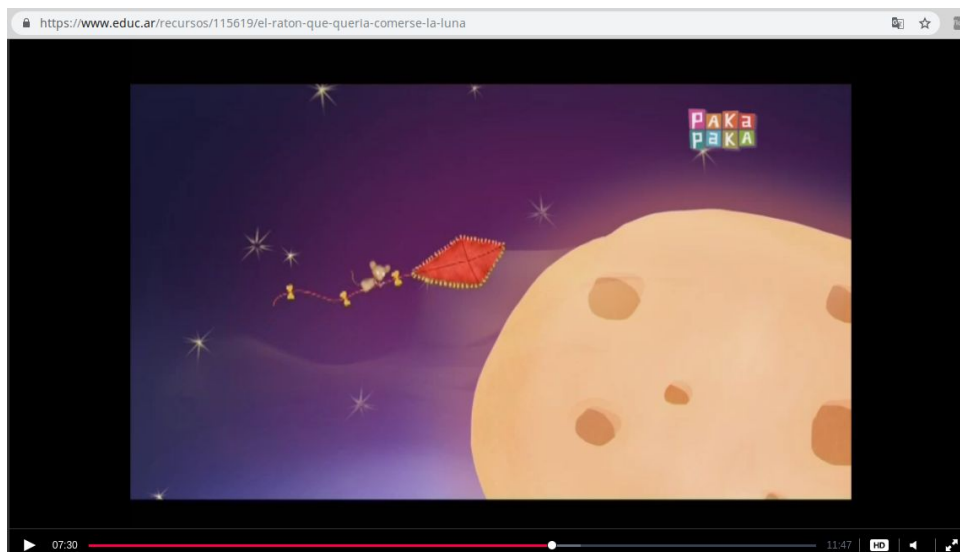 https://www.educ.ar/recursos/115619/el-raton-que-queria-comerse-la-luna
PAKa
PaKA
07:30
11:47
HD